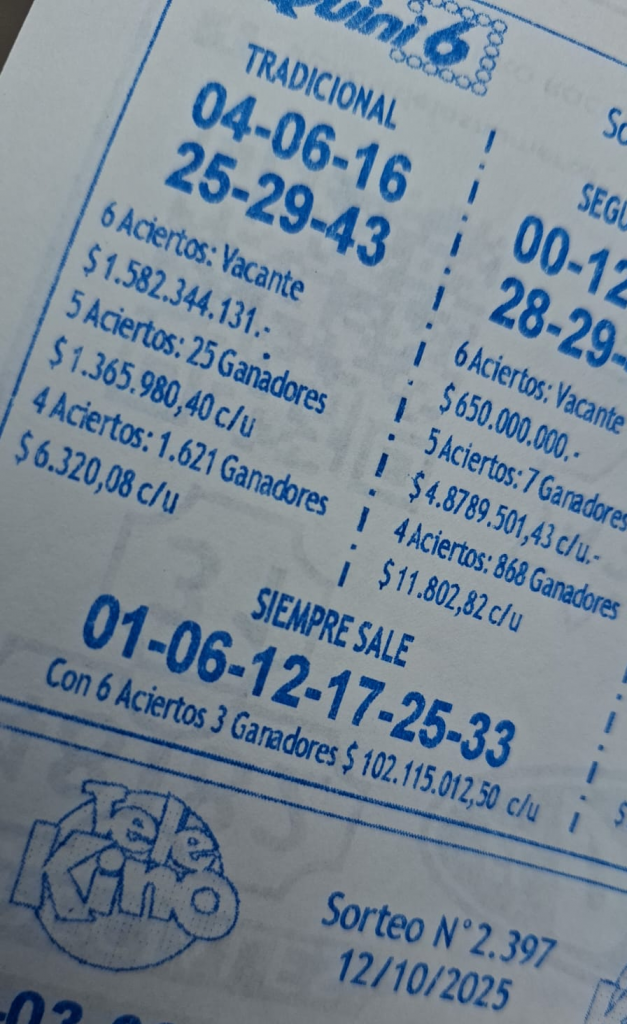 Quini 6
TRADICIONAL
04-06-16
25-29-43
6 Aciertos: Vacante
$ 1.582.344.131.-
5 Aciertos: 25 Ganadores
$ 1.365.980,40 c/u
4 Aciertos: 1.621 Ganadores
$ 6.320,08 c/u
So
SEGU
00-12
28-29-
6 Aciertos: Vacante
$ 650.000.000.-
5 Aciertos: 7 Ganadores
$ 4.8789.501,43 c/u.-
4 Aciertos: 868 Ganadores
$ 11.802,82 c/u
SIEMPRE SALE
01-06-12-17-25-33
Con 6 Aciertos 3 Ganadores $ 102.115.012,50 c/u
$
Tele
Kino
Sorteo N°2.397
12/10/2025